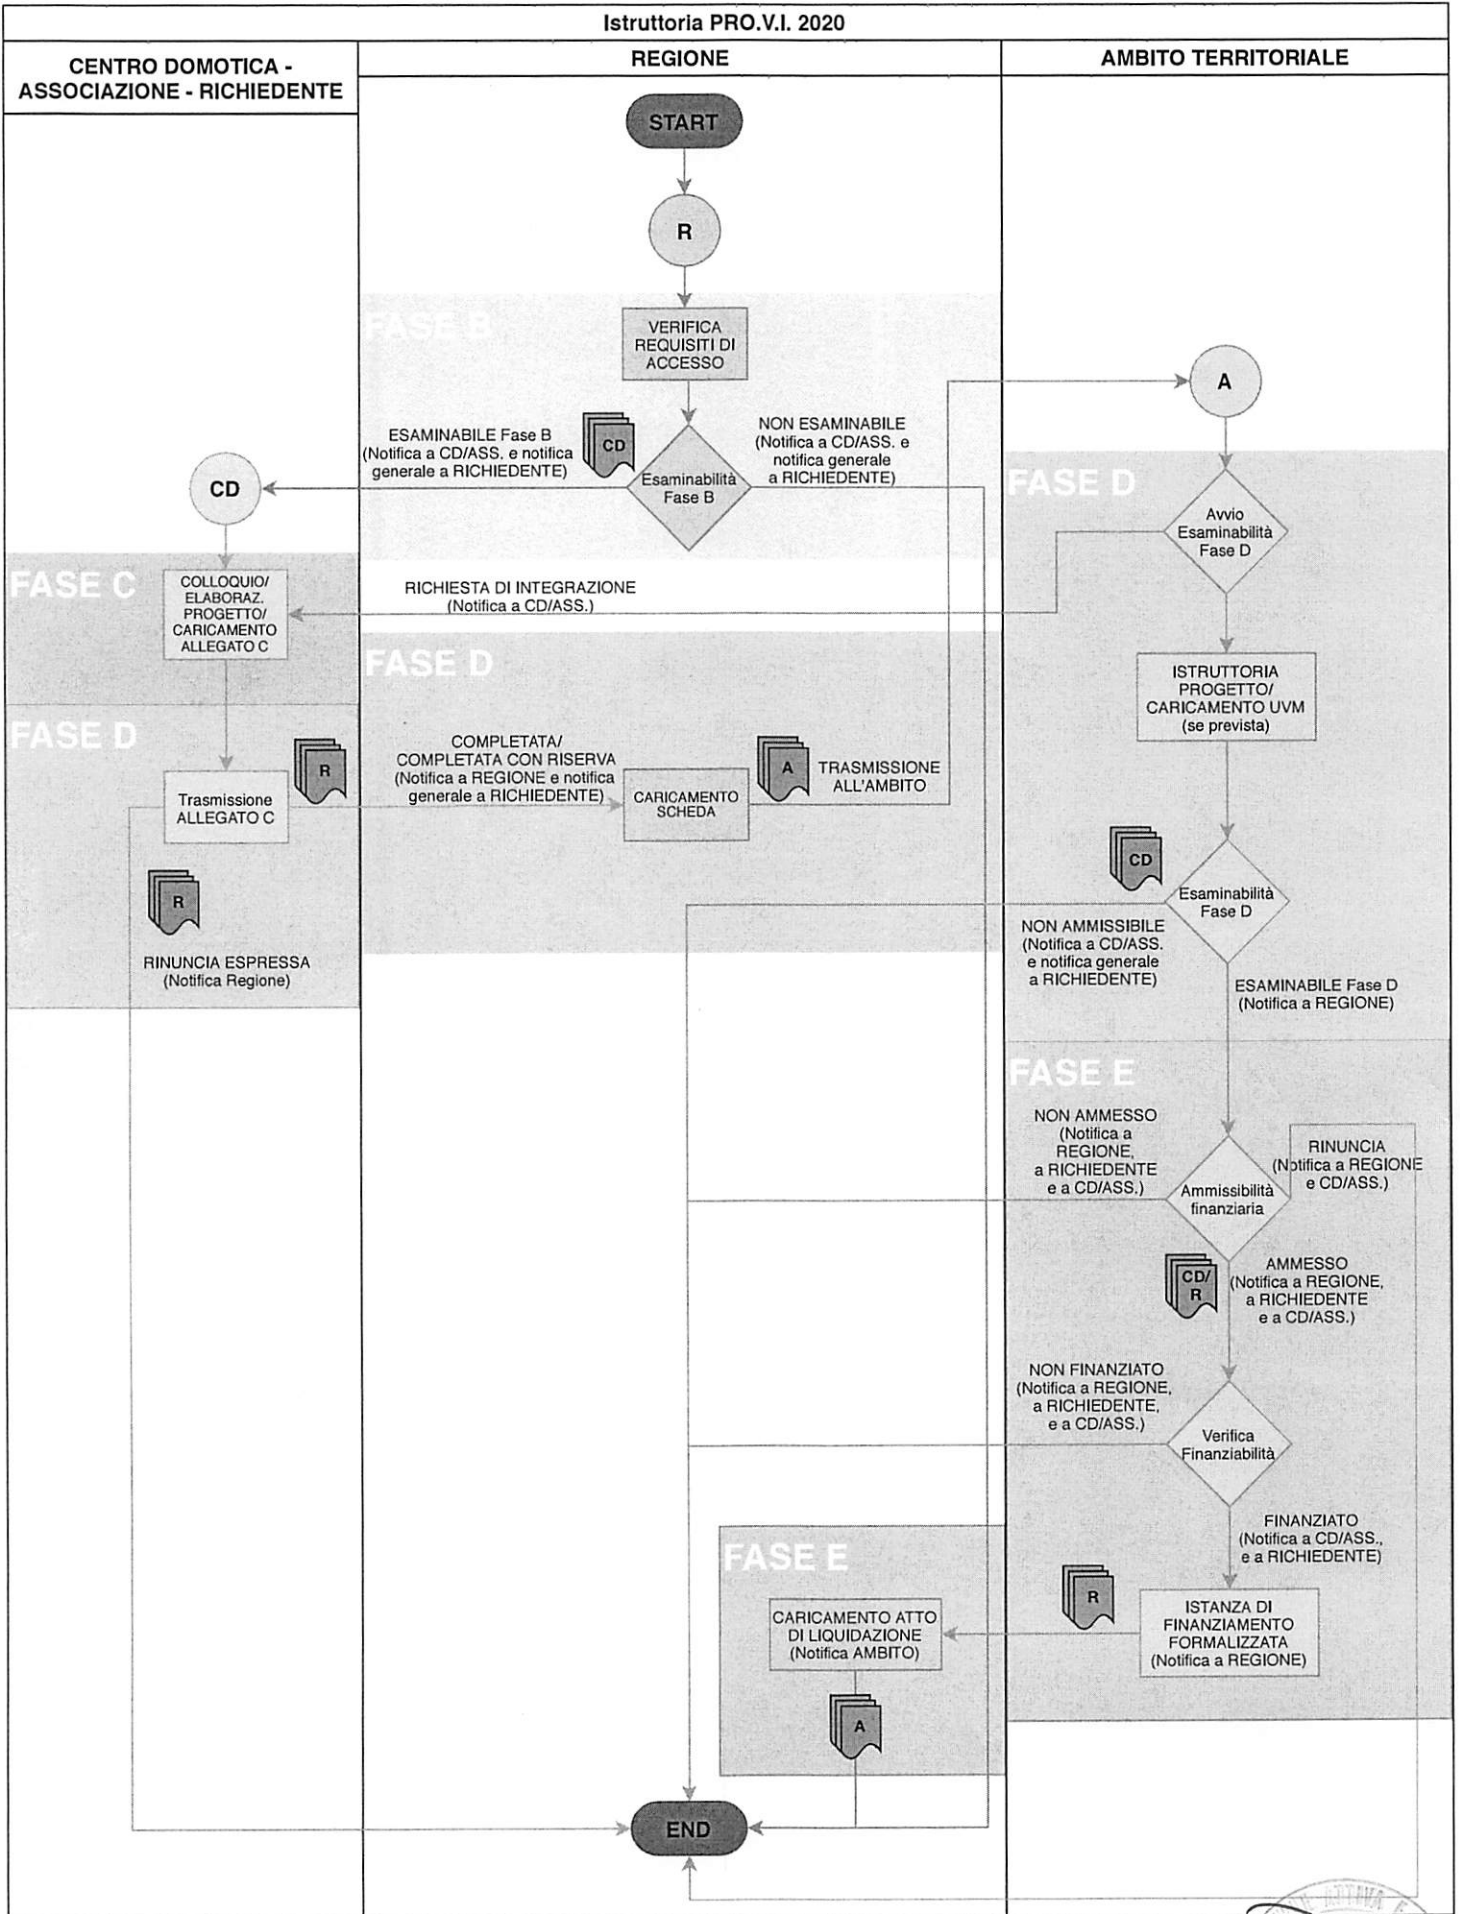 Istruttoria PRO.V.I. 2020
CENTRO DOMOTICA -
ASSOCIAZIONE - RICHIEDENTE
REGIONE
AMBITO TERRITORIALE
START
R
FASE B
VERIFICA
REQUISITI DI
ACCESSO
A
ESAMINABILE Fase B
(Notifica a CD/ASS. e notifica
generale a RICHIEDENTE)
CD
NON ESAMINABILE
(Notifica a CD/ASS. e
notifica generale
a RICHIEDENTE)
Esaminabilità
Fase B
CD
FASE D
Avvio
Esaminabilità
Fase D
FASE C
COLLOQUIO/
ELABORAZ.
PROGETTO/
CARICAMENTO
ALLEGATO C
RICHIESTA DI INTEGRAZIONE
(Notifica a CD/ASS.)
FASE D
ISTRUTTORIA
PROGETTO/
CARICAMENTO UVM
(se prevista)
FASE D
R
Trasmissione
ALLEGATO C
COMPLETATA/
COMPLETATA CON RISERVA
(Notifica a REGIONE e notifica
generale a RICHIEDENTE)
CARICAMENTO
SCHEDA
A
TRASMISSIONE
ALL'AMBITO
R
RINUNCIA ESPRESSA
(Notifica Regione)
CD
Esaminabilità
Fase D
NON AMMISSIBILE
(Notifica a CD/ASS.
e notifica generale
a RICHIEDENTE)
ESAMINABILE Fase D
(Notifica a REGIONE)
FASE E
NON AMMESSO
(Notifica a
REGIONE,
a RICHIEDENTE
e a CD/ASS.)
Ammissibilità
finanziaria
RINUNCIA
(Notifica a REGIONE
e CD/ASS.)
CD/
R
AMMESSO
(Notifica a REGIONE,
a RICHIEDENTE
e a CD/ASS.)
NON FINANZIATO
(Notifica a REGIONE,
a RICHIEDENTE,
e a CD/ASS.)
Verifica
Finanziabilità
FINANZIATO
(Notifica a CD/ASS.,
e a RICHIEDENTE)
FASE E
R
ISTANZA DI
FINANZIAMENTO
FORMALIZZATA
(Notifica a REGIONE)
CARICAMENTO ATTO
DI LIQUIDAZIONE
(Notifica AMBITO)
A
END